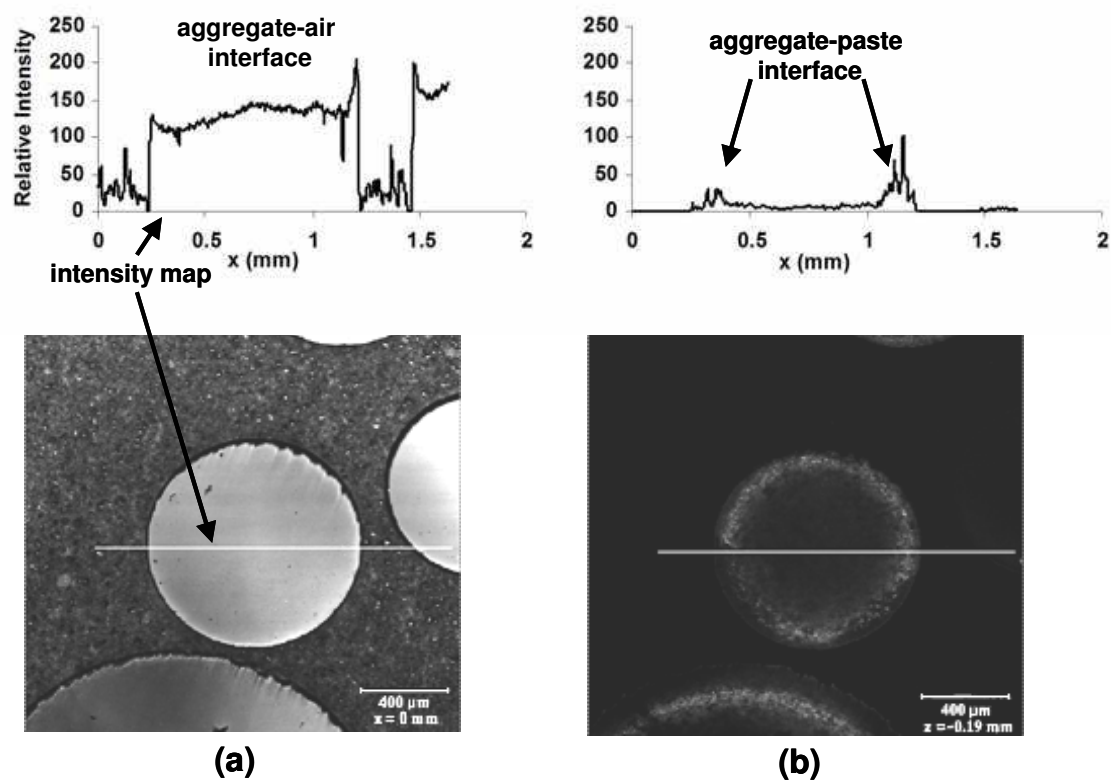 250
200
150
100
50
0
Relative Intensity
aggregate-air
interface
0
0.5
1
1.5
2
x (mm)
intensity map
400 µm
z = 0 mm
(a)
250
200
150
100
50
0
aggregate-paste
interface
0
0.5
1
1.5
2
x (mm)
400 µm
z =-0.19 mm
(b)